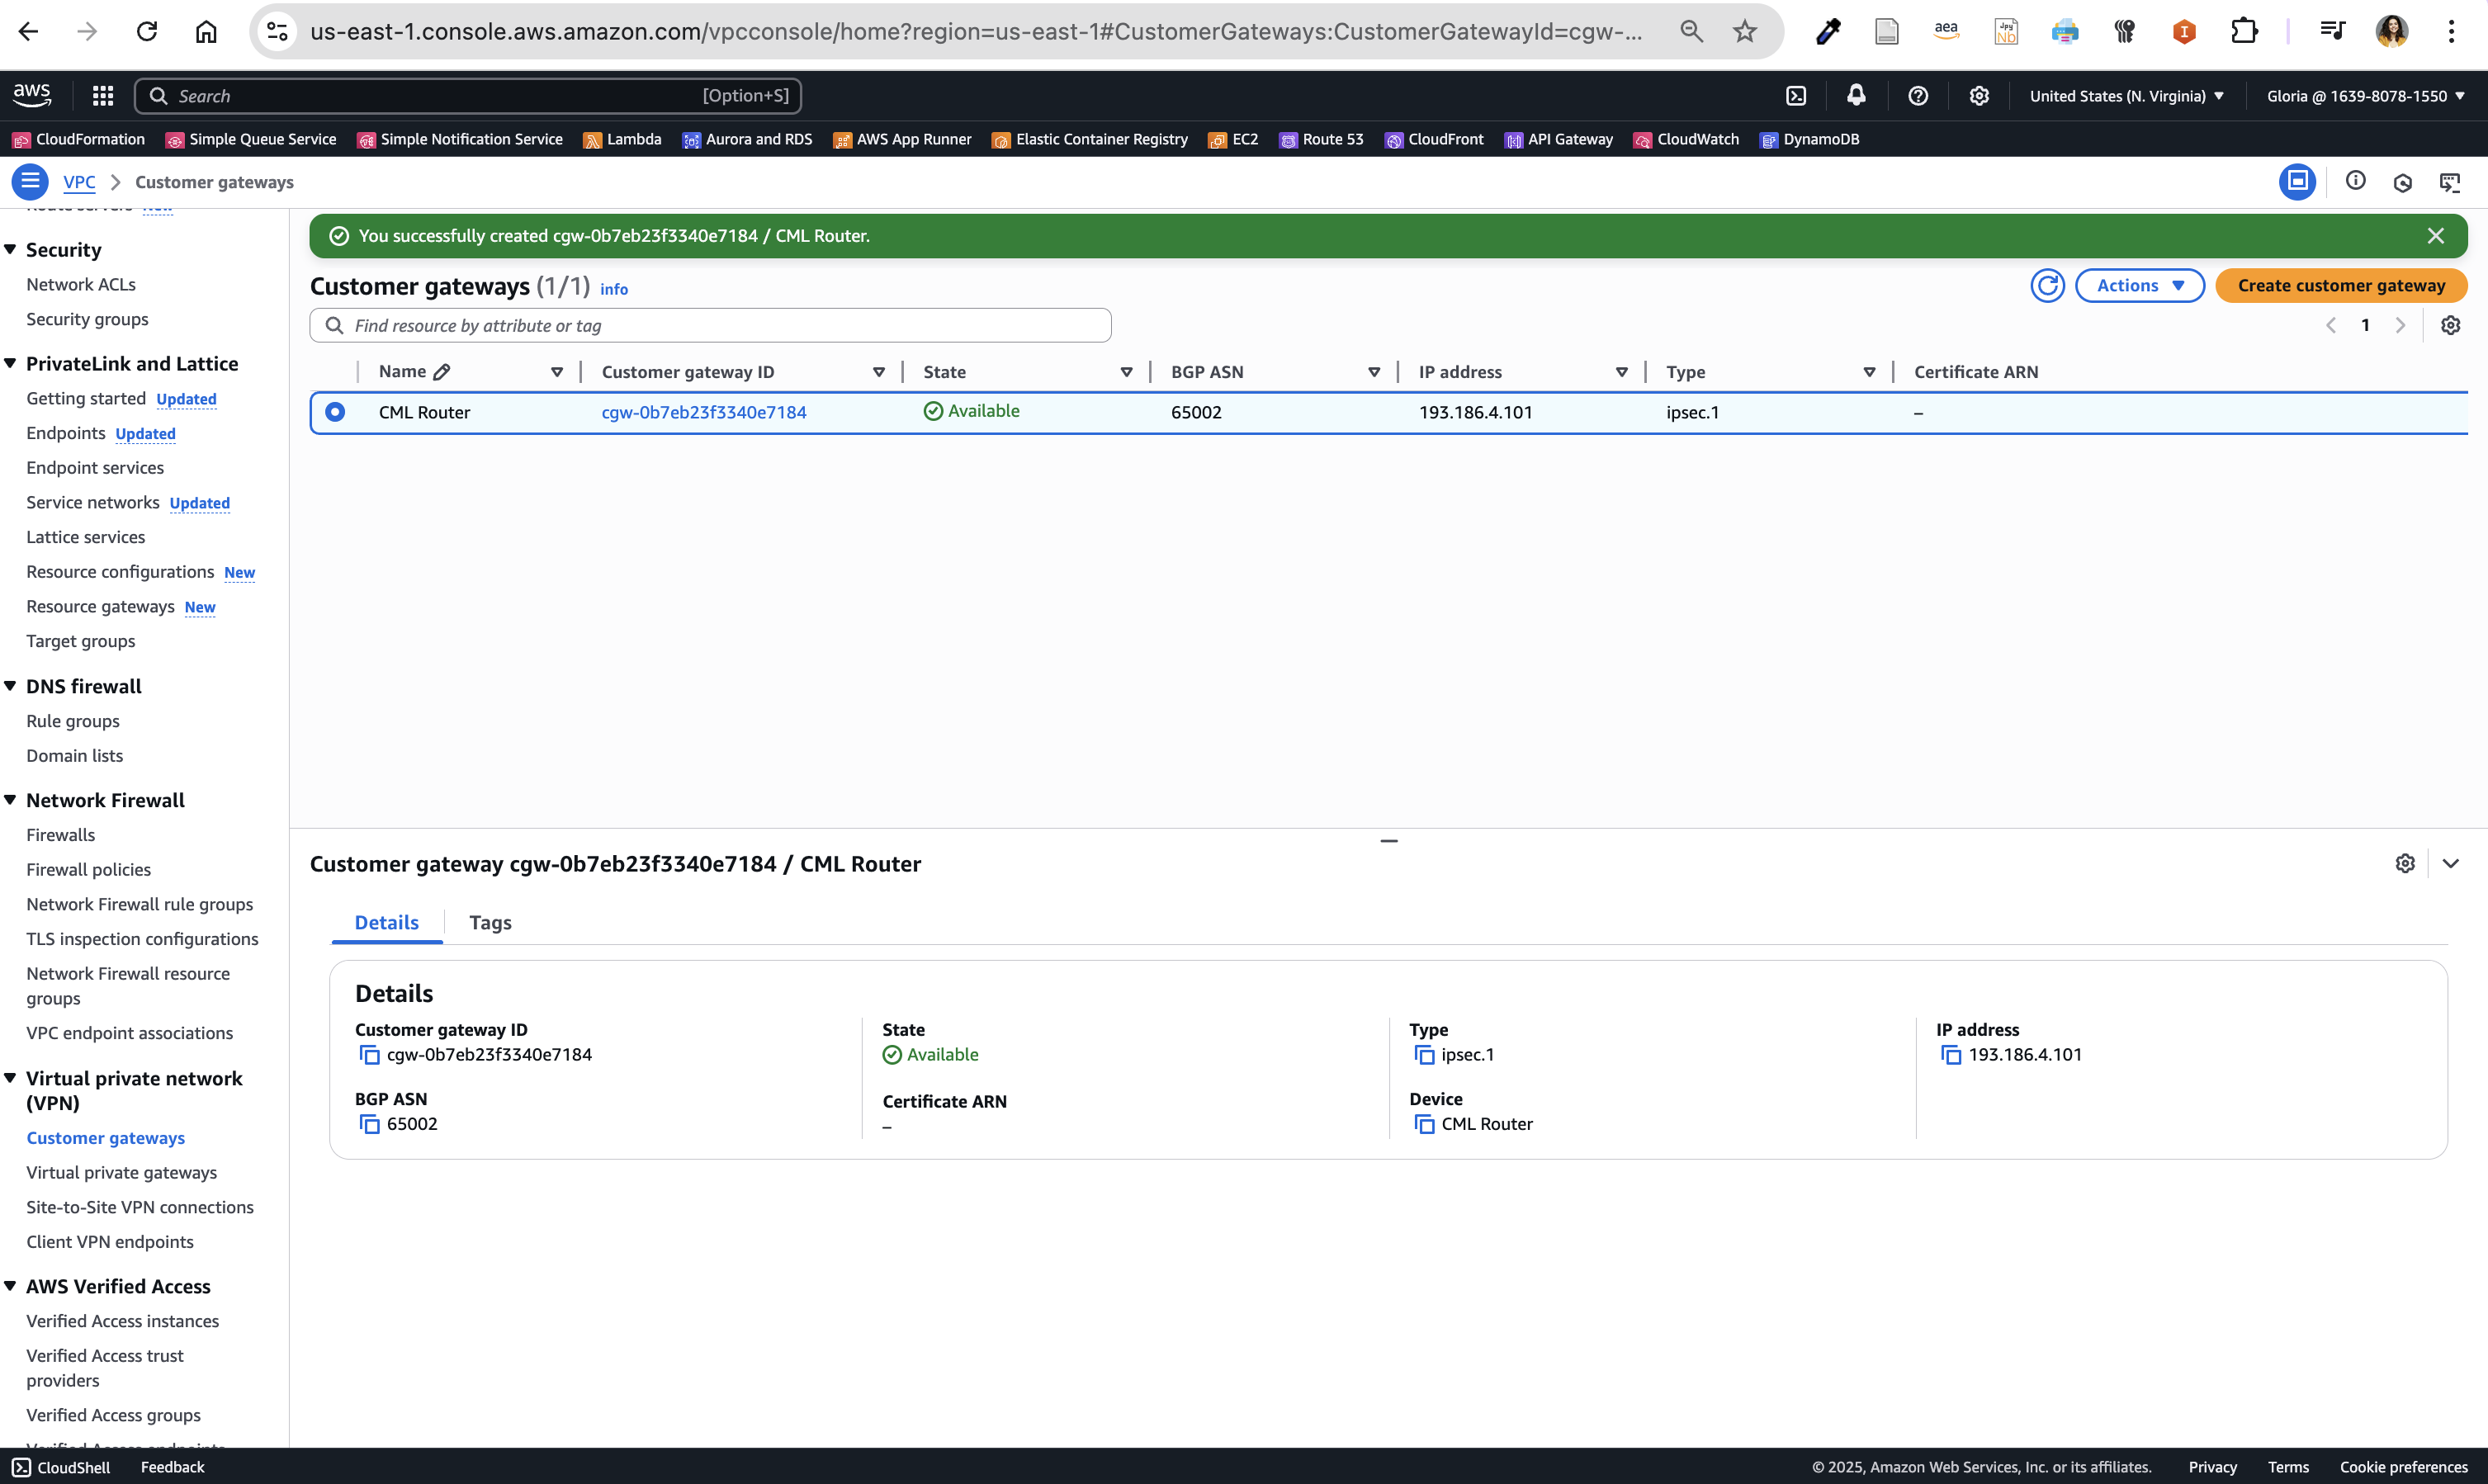 us-east-1.console.aws.amazon.com/vpcconsole/home?region=us-east-1#CustomerGateways:CustomerGatewayId=cgw-...
aea
Jpy
Nb
aws
Search
[Option+S]
United States (N. Virginia)
Gloria @ 1639-8078-1550
CloudFormation
Simple Queue Service
Simple Notification Service
Lambda
Aurora and RDS
AWS App Runner
Elastic Container Registry
EC2
Route 53
CloudFront
API Gateway
CloudWatch
DynamoDB
VPC
Customer gateways
Security
Network ACLs
Security groups
PrivateLink and Lattice
Getting started Updated
Endpoints Updated
Endpoint services
Service networks Updated
Lattice services
Resource configurations New
Resource gateways New
Target groups
DNS firewall
Rule groups
Domain lists
Network Firewall
Firewalls
Firewall policies
Network Firewall rule groups
TLS inspection configurations
Network Firewall resource
groups
VPC endpoint associations
Virtual private network
(VPN)
Customer gateways
Virtual private gateways
Site-to-Site VPN connections
Client VPN endpoints
AWS Verified Access
Verified Access instances
Verified Access trust
providers
Verified Access groups
You successfully created cgw-0b7eb23f3340e7184 / CML Router.
Customer gateways (1/1) info
Actions
Create customer gateway
Find resource by attribute or tag
1
Name Customer gateway ID State BGP ASN IP address Type Certificate ARN
CML Router cgw-0b7eb23f3340e7184 Available 65002 193.186.4.101 ipsec.1 –
Customer gateway cgw-0b7eb23f3340e7184 / CML Router
Details Tags
Details
Customer gateway ID
cgw-0b7eb23f3340e7184
State
Available
Type
ipsec.1
IP address
193.186.4.101
BGP ASN
65002
Certificate ARN
–
Device
CML Router
CloudShell
Feedback
© 2025, Amazon Web Services, Inc. or its affiliates.
Privacy
Terms
Cookie preferences